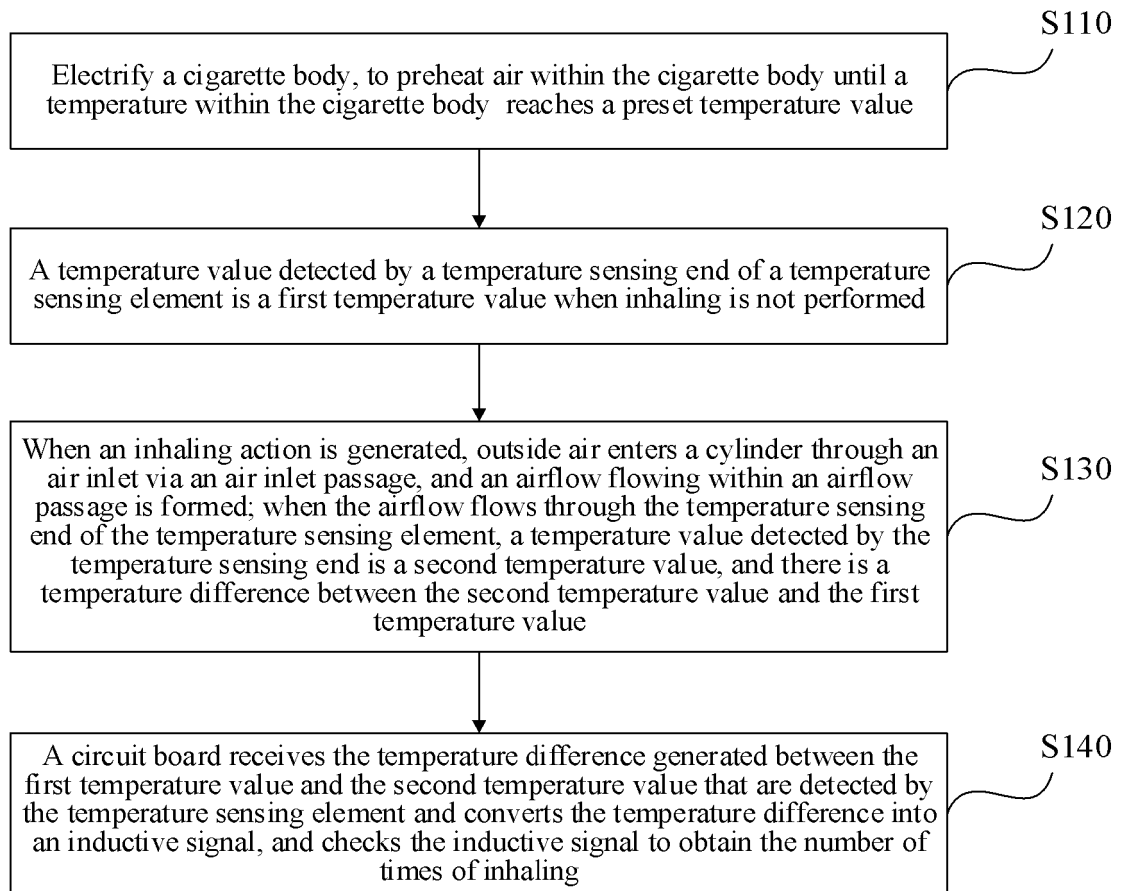 S110
Electrify a cigarette body, to preheat air within the cigarette body until a
temperature within the cigarette body reaches a preset temperature value
S120
A temperature value detected by a temperature sensing end of a temperature
sensing element is a first temperature value when inhaling is not performed
S130
When an inhaling action is generated, outside air enters a cylinder through an
air inlet via an air inlet passage, and an airflow flowing within an airflow
passage is formed; when the airflow flows through the temperature sensing
end of the temperature sensing element, a temperature value detected by the
temperature sensing end is a second temperature value, and there is a
temperature difference between the second temperature value and the first
temperature value
S140
A circuit board receives the temperature difference generated between the
first temperature value and the second temperature value that are detected by
the temperature sensing element and converts the temperature difference into
an inductive signal, and checks the inductive signal to obtain the number of
times of inhaling